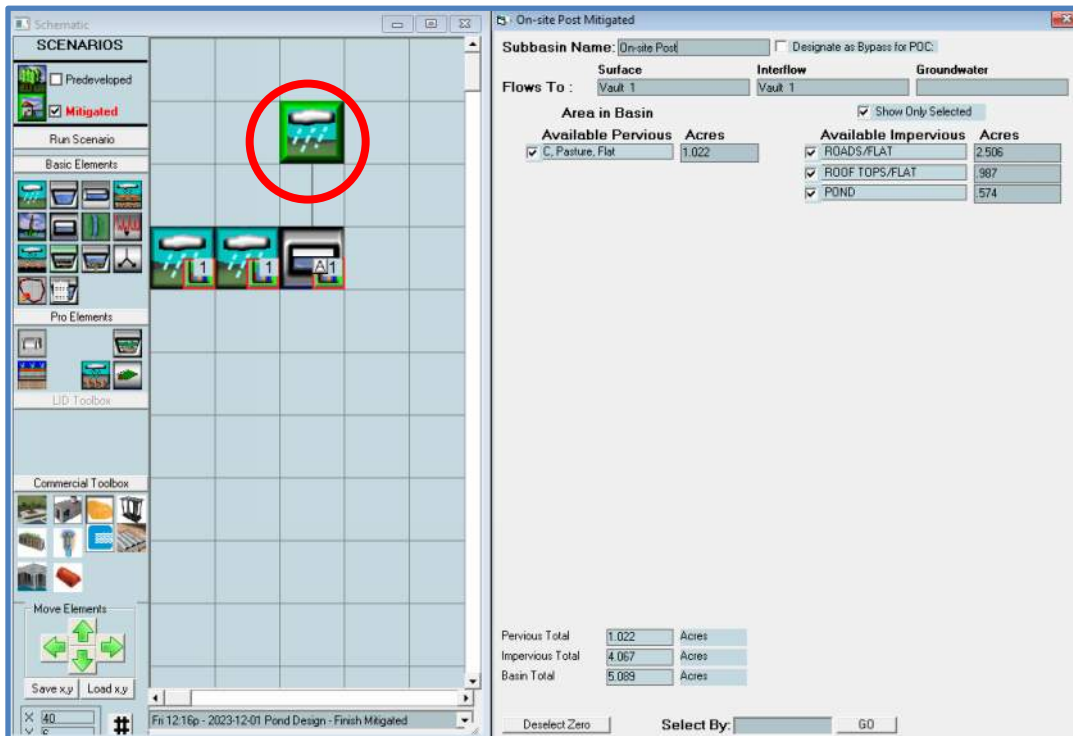 Schematic
SCENARIOS
Predeveloped
Mitigated
Run Scenario
Basic Elements
Pro Elements
LID Toolbox
Commercial Toolbox
Move Elements
Save x,y Load x,y
X 40
#
1 1 A 1
Fri 12:16p - 2023-12-01 Pond Design - Finish Mitigated
On-site Post Mitigated
Subbasin Name: On-site Post Designate as Bypass for POC:
Surface Interflow Groundwater
Flows To : Vault 1 Vault 1
Area in Basin Show Only Selected
Available Pervious Acres Available Impervious Acres
C, Pasture, Flat 1.022 ROADS/FLAT 2.506
ROOF TOPS/FLAT .987
POND .574
Pervious Total 1.022 Acres
Impervious Total 4.067 Acres
Basin Total 5.089 Acres
Deselect Zero Select By: GO